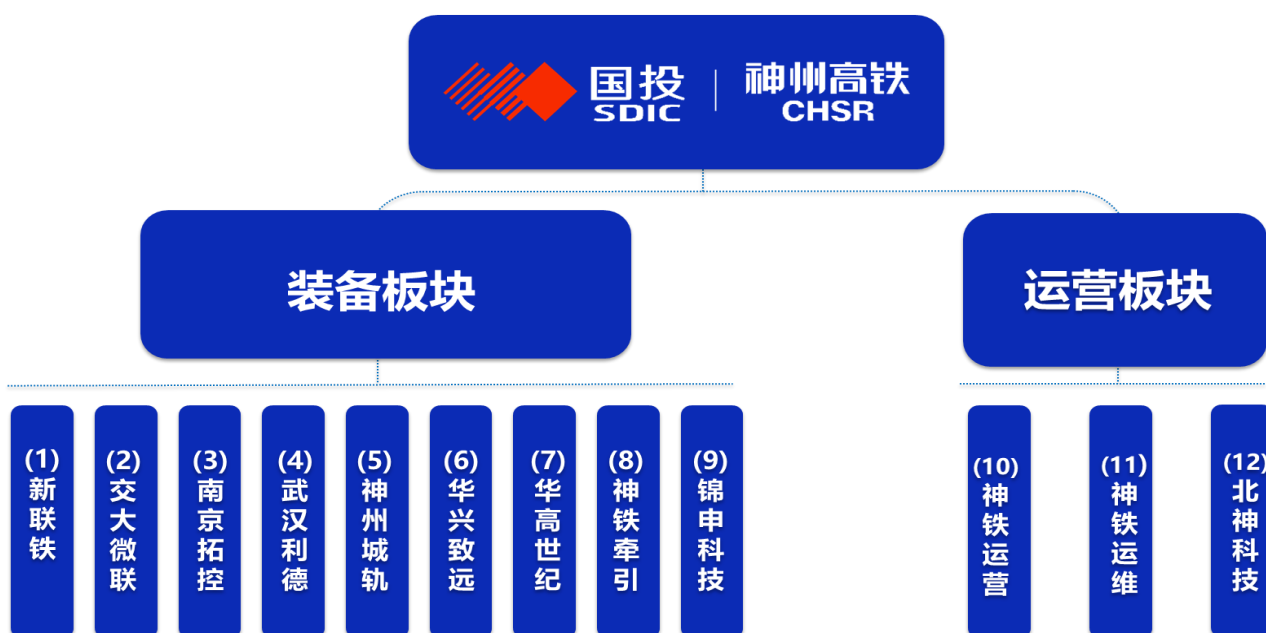 国投
SDIC
神州高铁
CHSR
装备板块
运营板块
(1)新联铁
(2)交大微联
(3)南京拓控
(4)武汉利德
(5)神州城轨
(6)华兴致远
(7)华高世纪
(8)神铁牵引
(9)锦申科技
(10)神铁运营
(11)神铁运维
(12)北神科技